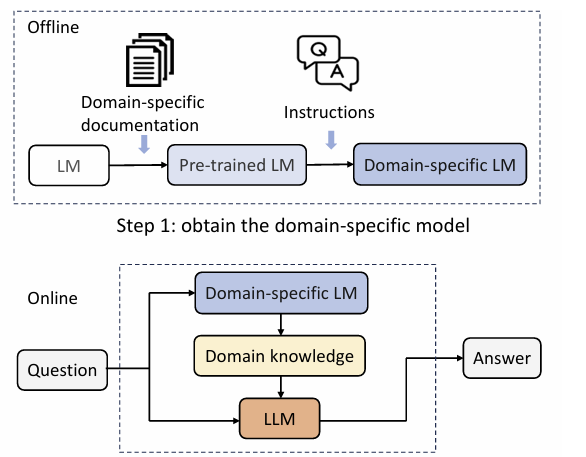 Offline
Q
A
Domain-specific
documentation
Instructions
LM
Pre-trained LM
Domain-specific LM
Step 1: obtain the domain-specific model
Online
Domain-specific LM
Question
Domain knowledge
Answer
LLM